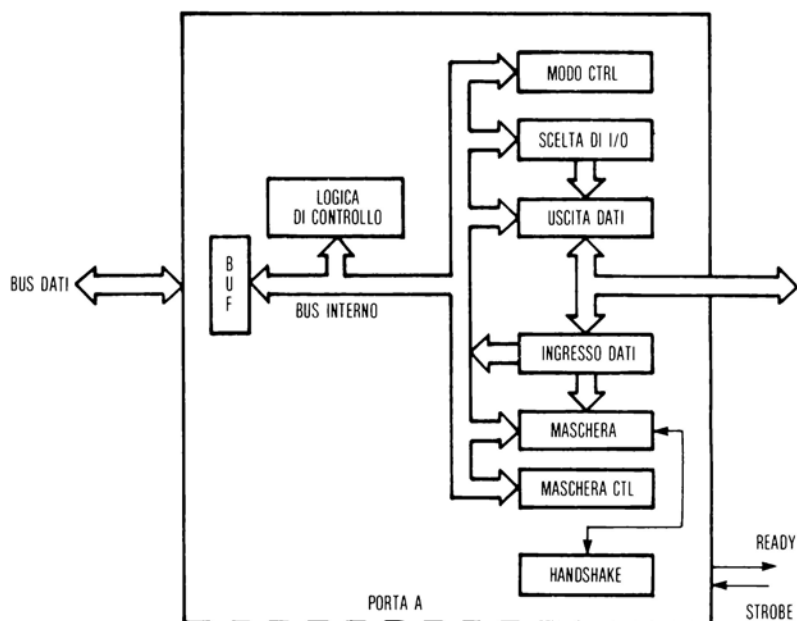 MODO CTRL
SCELTA DI I/O
LOGICA
DI CONTROLLO
USCITA DATI
B
U
F
BUS DATI
BUS INTERNO
INGRESSO DATI
MASCHERA
MASCHERA CTL
HANDSHAKE
READY
STROBE
PORTA A